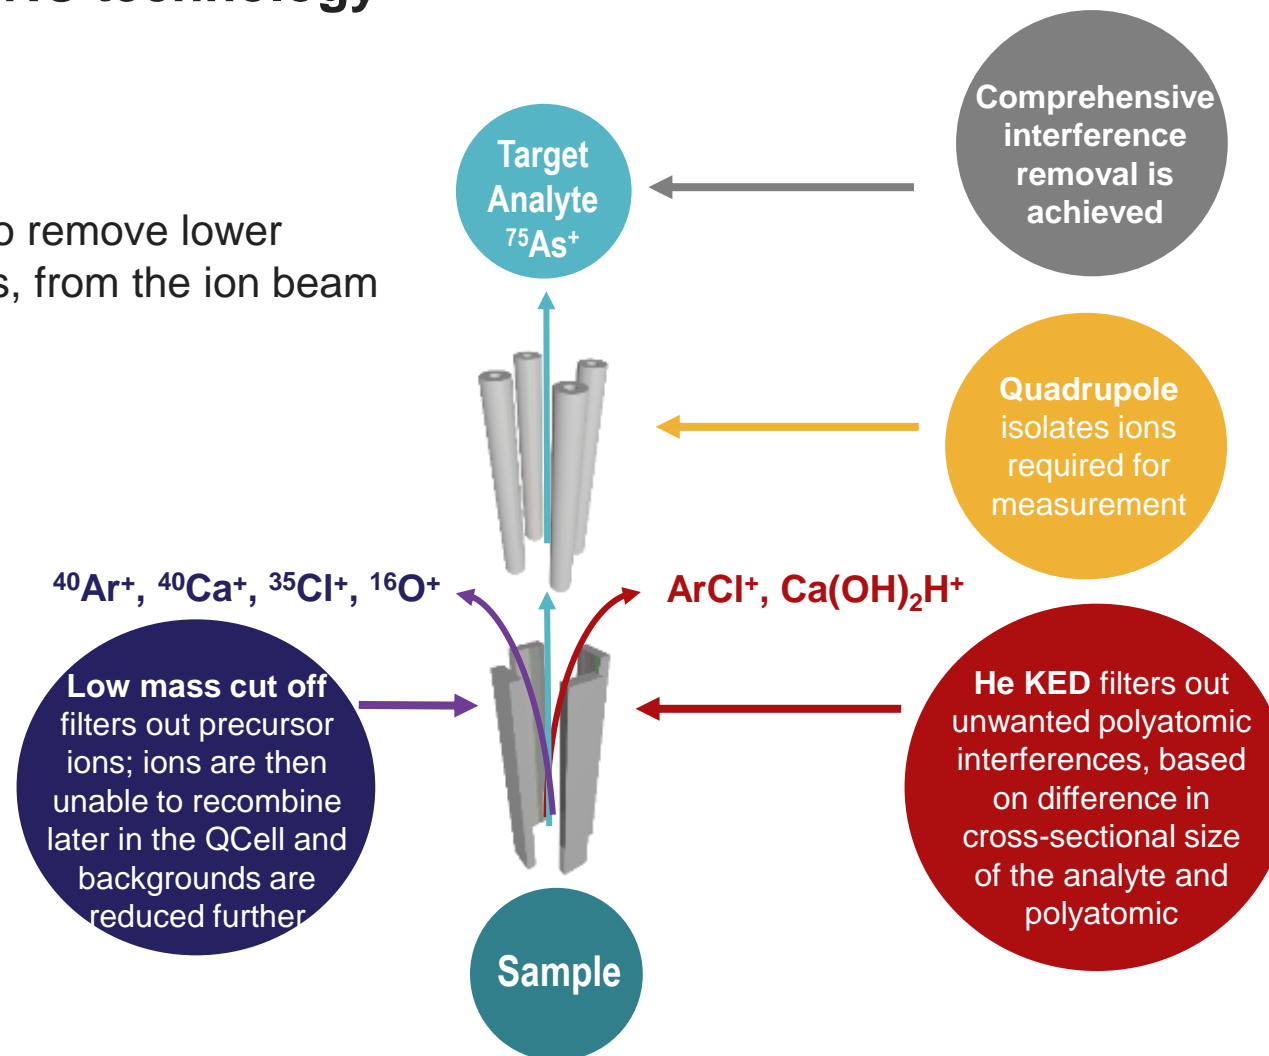 technology
Comprehensive
interference
removal is
achieved
Target
Analyte
⁷⁵As⁺
remove lower
from the ion beam
Quadrupole
isolates ions
required for
measurement
⁴⁰Ar⁺, ⁴⁰Ca⁺, ³⁵Cl⁺, ¹⁶O⁺
ArCl⁺, Ca(OH)₂H⁺
Low mass cut off
filters out precursor
ions; ions are then
unable to recombine
later in the QCell and
backgrounds are
reduced further
He KED filters out
unwanted polyatomic
interferences, based
on difference in
cross-sectional size
of the analyte and
polyatomic
Sample